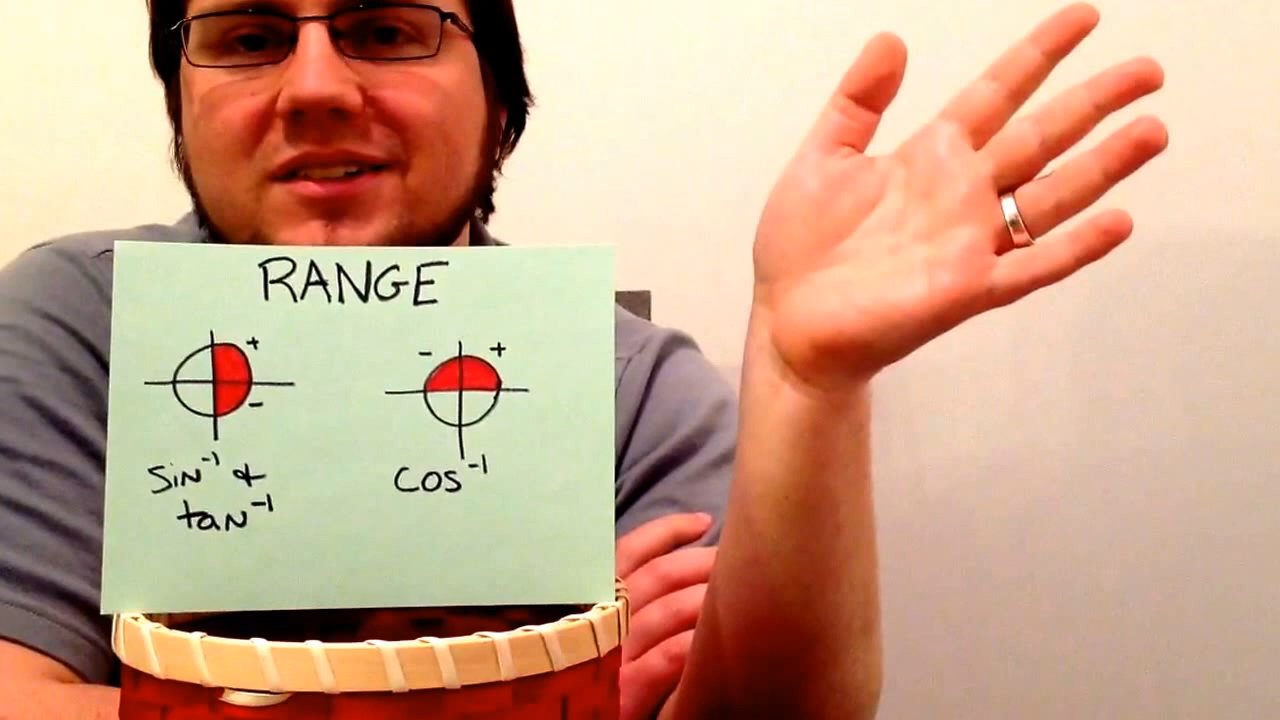 RANGE
+
-
- +
sin⁻¹ &
tan⁻¹
cos⁻¹